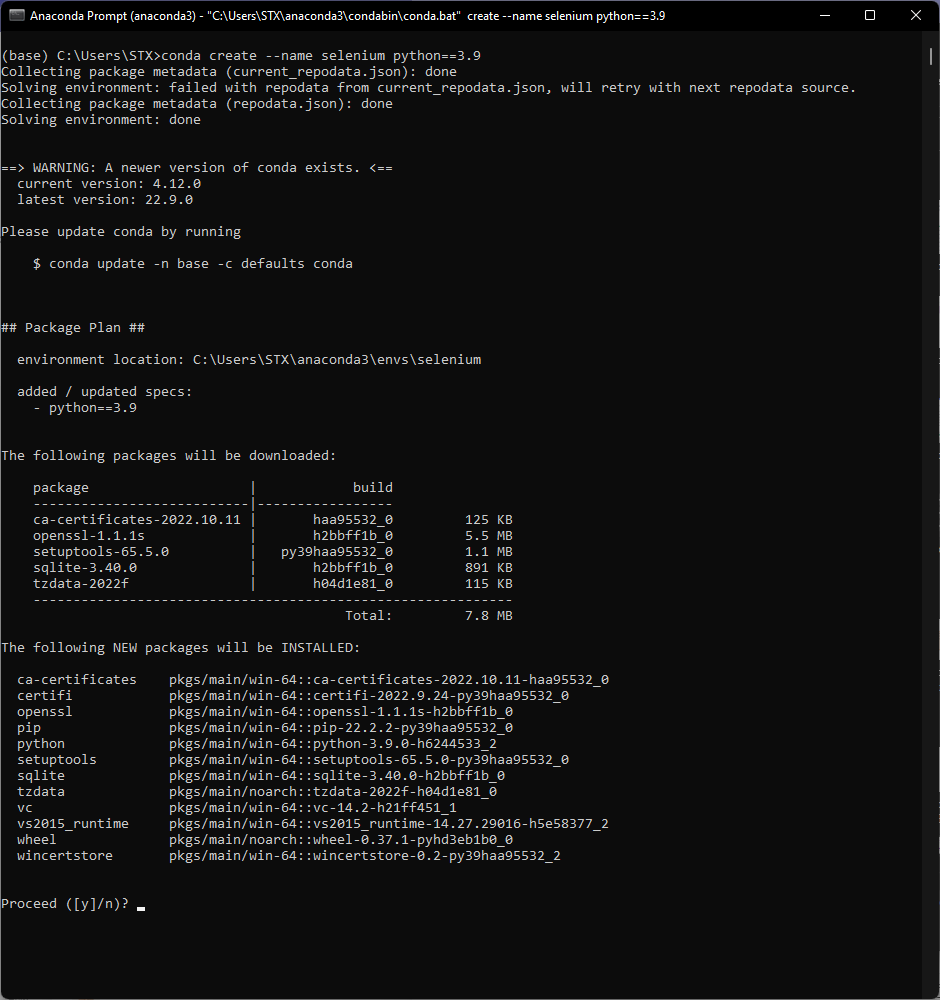 Anaconda Prompt (anaconda3) - "C:\Users\STX\anaconda3\condabin\conda.bat"  create --name selenium python==3.9
(base) C:\Users\STX>conda create --name selenium python==3.9
Collecting package metadata (current_repodata.json): done
Solving environment: failed with repodata from current_repodata.json, will retry with next repodata source.
Collecting package metadata (repodata.json): done
Solving environment: done
==> WARNING: A newer version of conda exists. <==
  current version: 4.12.0
  latest version: 22.9.0
Please update conda by running
    $ conda update -n base -c defaults conda
## Package Plan ##
  environment location: C:\Users\STX\anaconda3\envs\selenium
  added / updated specs:
    - python==3.9
The following packages will be downloaded:
    package                    |            build
    ---------------------------|-----------------
    ca-certificates-2022.10.11 |       haa95532_0         125 KB
    openssl-1.1.1s             |       h2bbff1b_0         5.5 MB
    setuptools-65.5.0          |   py39haa95532_0         1.1 MB
    sqlite-3.40.0              |       h2bbff1b_0         891 KB
    tzdata-2022f               |       h04d1e81_0         115 KB
    ------------------------------------------------------------
                                           Total:         7.8 MB
The following NEW packages will be INSTALLED:
  ca-certificates    pkgs/main/win-64::ca-certificates-2022.10.11-haa95532_0
  certifi            pkgs/main/win-64::certifi-2022.9.24-py39haa95532_0
  openssl            pkgs/main/win-64::openssl-1.1.1s-h2bbff1b_0
  pip                pkgs/main/win-64::pip-22.2.2-py39haa95532_0
  python             pkgs/main/win-64::python-3.9.0-h6244533_2
  setuptools         pkgs/main/win-64::setuptools-65.5.0-py39haa95532_0
  sqlite             pkgs/main/win-64::sqlite-3.40.0-h2bbff1b_0
  tzdata             pkgs/main/noarch::tzdata-2022f-h04d1e81_0
  vc                 pkgs/main/win-64::vc-14.2-h21ff451_1
  vs2015_runtime     pkgs/main/win-64::vs2015_runtime-14.27.29016-h5e58377_2
  wheel              pkgs/main/noarch::wheel-0.37.1-pyhd3eb1b0_0
  wincertstore       pkgs/main/win-64::wincertstore-0.2-py39haa95532_2
Proceed ([y]/n)?